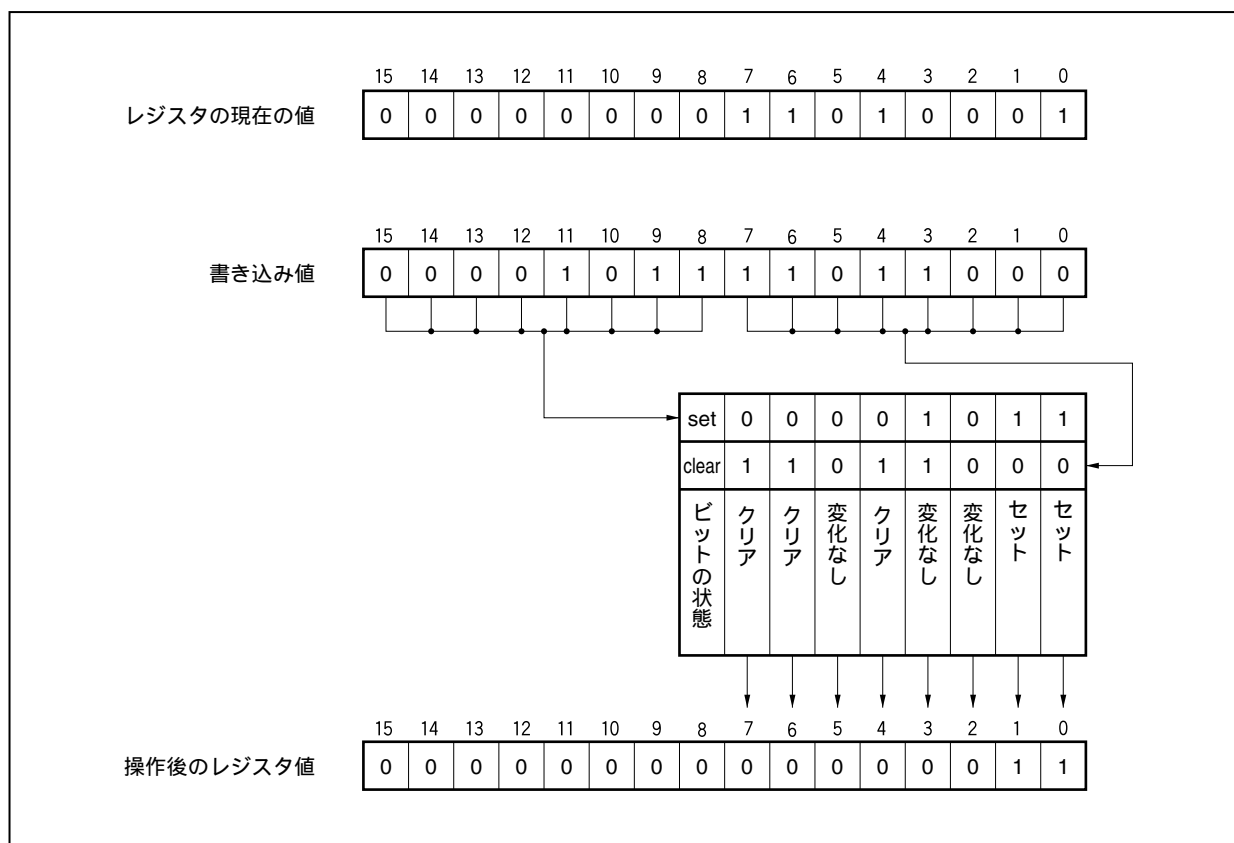 15 14 13 12 11 10 9 8 7 6 5 4 3 2 1 0
レジスタの現在の値 0 0 0 0 0 0 0 0 1 1 0 1 0 0 0 1
15 14 13 12 11 10 9 8 7 6 5 4 3 2 1 0
書き込み値 0 0 0 0 1 0 1 1 1 1 0 1 1 0 0 0
set 0 0 0 0 1 0 1 1
clear 1 1 0 1 1 0 0 0
ビットの状態 クリア クリア 変化なし クリア 変化なし 変化なし セット セット
15 14 13 12 11 10 9 8 7 6 5 4 3 2 1 0
操作後のレジスタ値 0 0 0 0 0 0 0 0 0 0 0 0 0 0 1 1